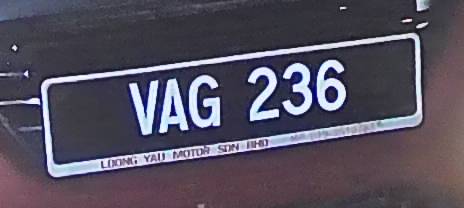 VAG 236
LOONG YAU MOTOR SDN BHD